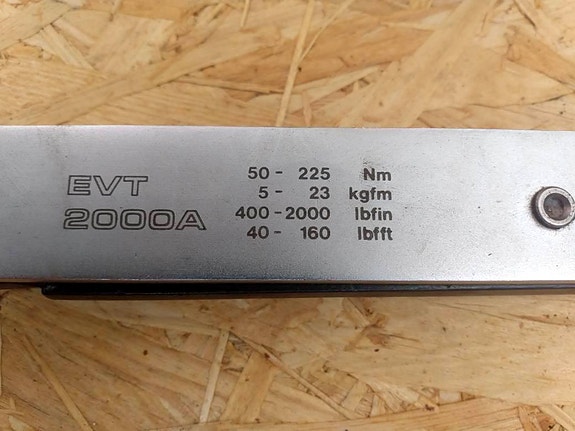 EVT
2000A
50 - 225 Nm
5 - 23 kgfm
400 - 2000 lbfin
40 - 160 lbfft